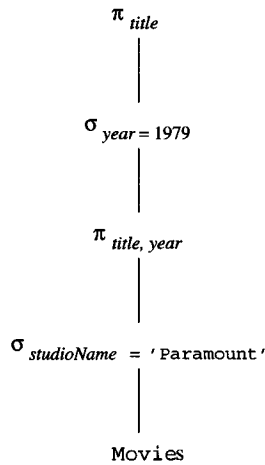 π title
σ year = 1979
π title, year
σ studioName = 'Paramount'
Movies